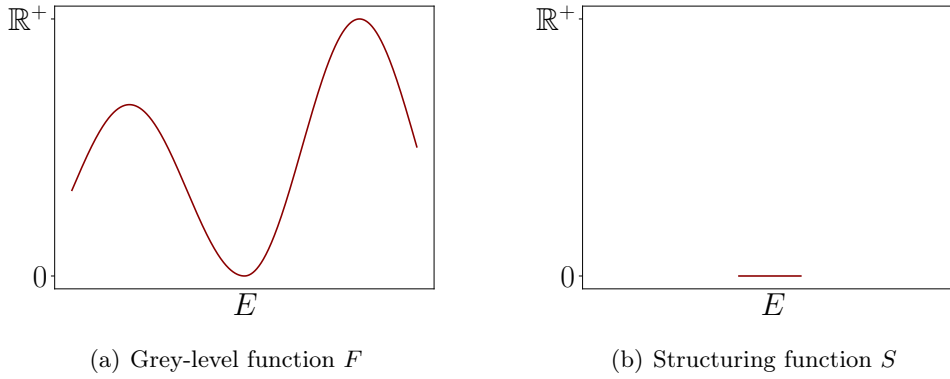 ℝ⁺
0
E
(a) Grey-level function F
ℝ⁺
0
E
(b) Structuring function S